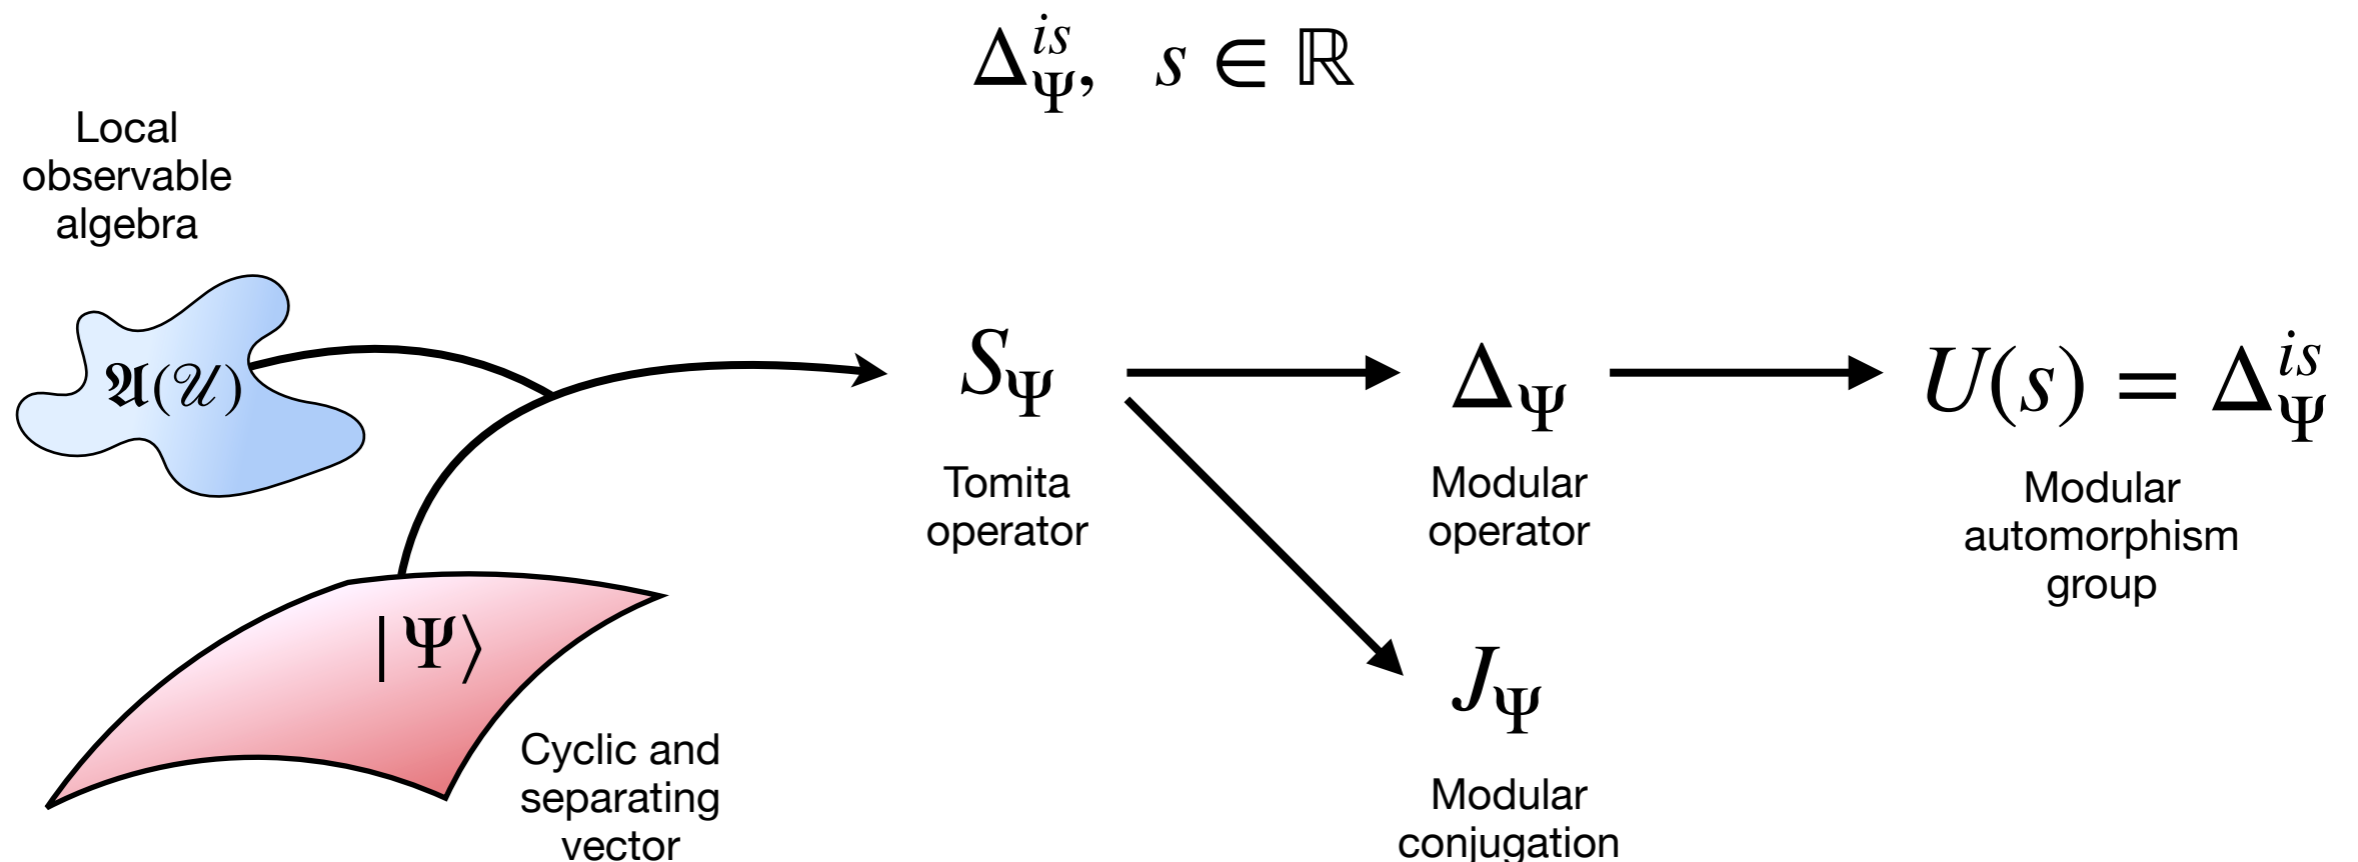 Δ_Ψ^{is}, s ∈ ℝ
Local
observable
algebra
𝔄(𝒰)
|Ψ⟩
Cyclic and
separating
vector
S_Ψ
Tomita
operator
Δ_Ψ
Modular
operator
J_Ψ
Modular
conjugation
U(s) = Δ_Ψ^{is}
Modular
automorphism
group